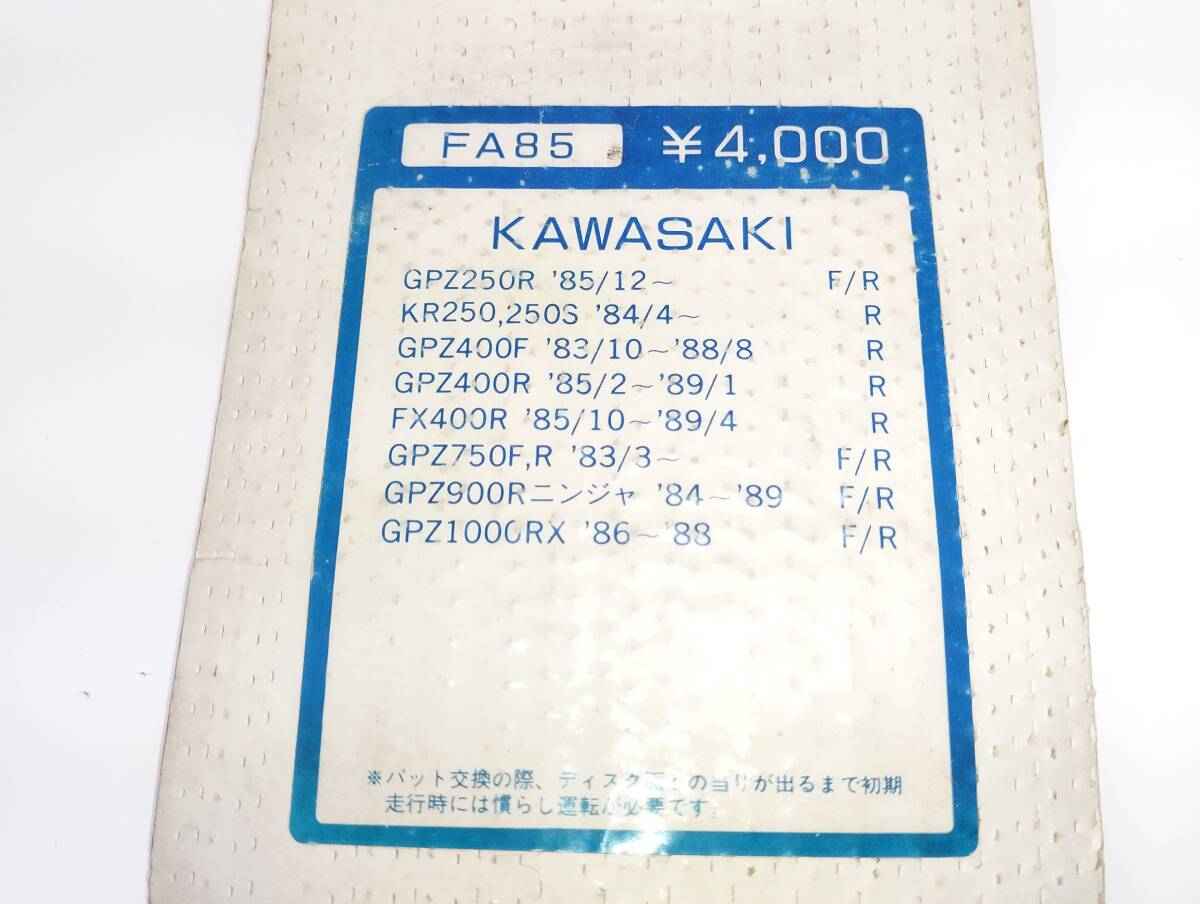 FA85 ¥4,000
KAWASAKI
GPZ250R '85/12~ F/R
KR250,250S '84/4~ R
GPZ400F '83/10~'88/8 R
GPZ400R '85/2~'89/1 R
FX400R '85/10~'89/4 R
GPZ750F,R '83/3~ F/R
GPZ900Rニンジャ '84~'89 F/R
GPZ1000RX '86~'88 F/R
※パット交換の際、ディスク面との当りが出るまで初期
走行時には慣らし運転が必要です。